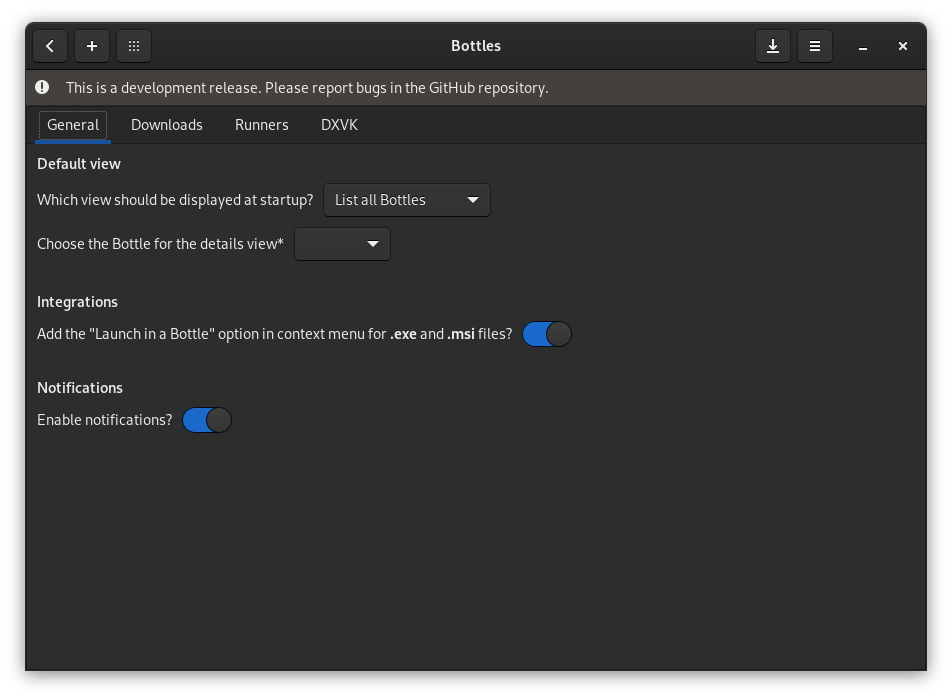 Bottles
This is a development release. Please report bugs in the GitHub repository.
General Downloads Runners DXVK
Default view
Which view should be displayed at startup? List all Bottles
Choose the Bottle for the details view*
Integrations
Add the "Launch in a Bottle" option in context menu for .exe and .msi files?
Notifications
Enable notifications?